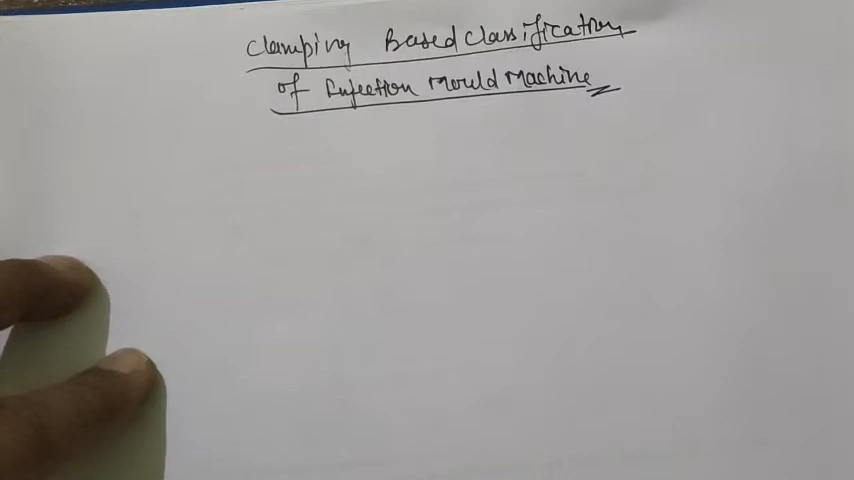 Clamping Based Classification
of Injection Mould Machine